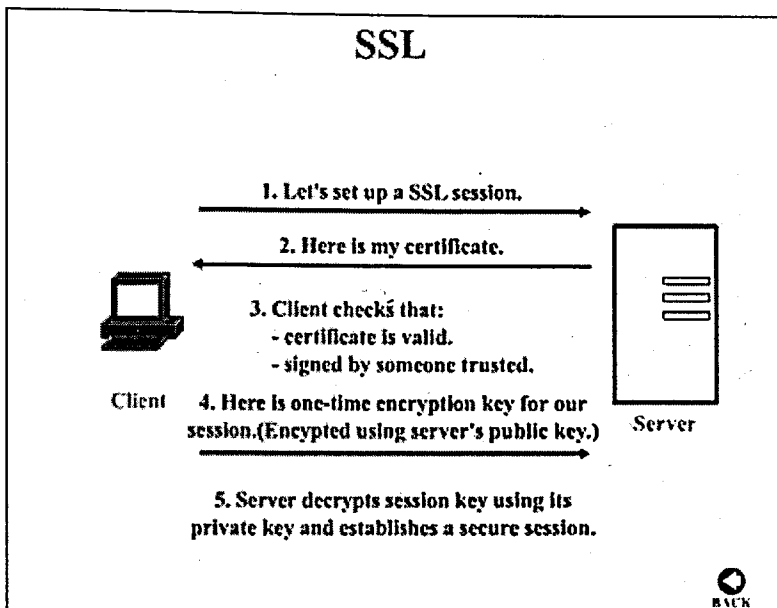 SSL
1. Let's set up a SSL session.
2. Here is my certificate.
3. Client checks that:
- certificate is valid.
- signed by someone trusted.
Client
4. Here is one-time encryption key for our
session.(Encypted using server's public key.)
Server
5. Server decrypts session key using its
private key and establishes a secure session.
BACK